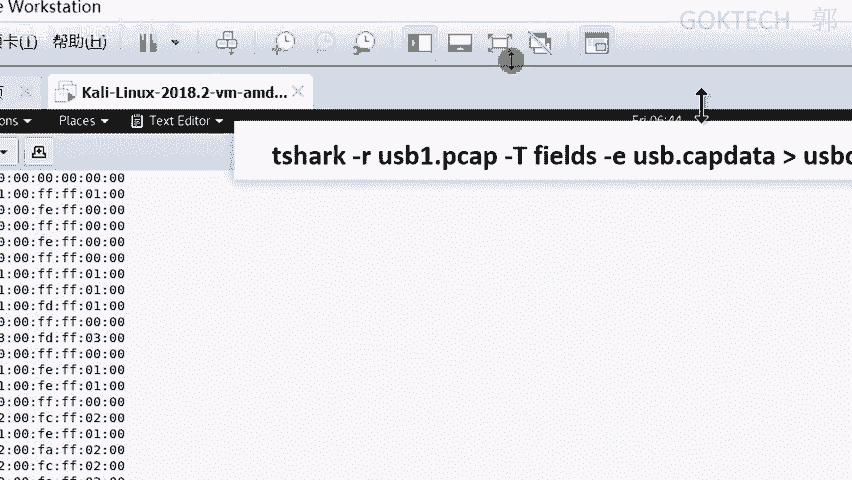 e Workstation
GOKTECH 郭
卡(I) 帮助(H)
Kali-Linux-2018.2-vm-amd...
ons Places Text Editor Fri 06:44
tshark -r usb1.pcap -T fields -e usb.capdata > usbd
0:00:00:00:00:00:00
1:00:ff:ff:01:00
0:00:fe:ff:00:00
0:00:ff:ff:00:00
0:00:fe:ff:00:00
0:00:ff:ff:00:00
1:00:ff:ff:01:00
1:00:ff:ff:01:00
1:00:fd:ff:01:00
0:00:ff:ff:00:00
3:00:fd:ff:03:00
0:00:ff:ff:00:00
1:00:fe:ff:01:00
1:00:fe:ff:01:00
0:00:ff:ff:00:00
2:00:fc:ff:02:00
1:00:fe:ff:01:00
2:00:fa:ff:02:00
2:00:fc:ff:02:00